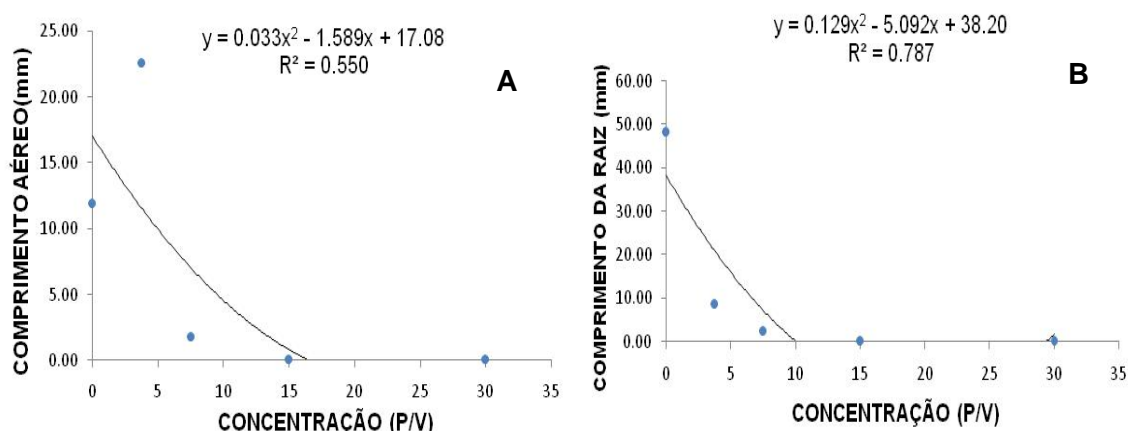 y = 0.033x² - 1.589x + 17.08
R² = 0.550
A
COMPRIMENTO AÉREO(mm)
25.00
20.00
15.00
10.00
5.00
0.00
0 5 10 15 20 25 30 35
CONCENTRAÇÃO (P/V)
y = 0.129x² - 5.092x + 38.20
R² = 0.787
B
COMPRIMENTO DA RAIZ (mm)
60.00
50.00
40.00
30.00
20.00
10.00
0.00
0 5 10 15 20 25 30 35
CONCENTRAÇÃO (P/V)